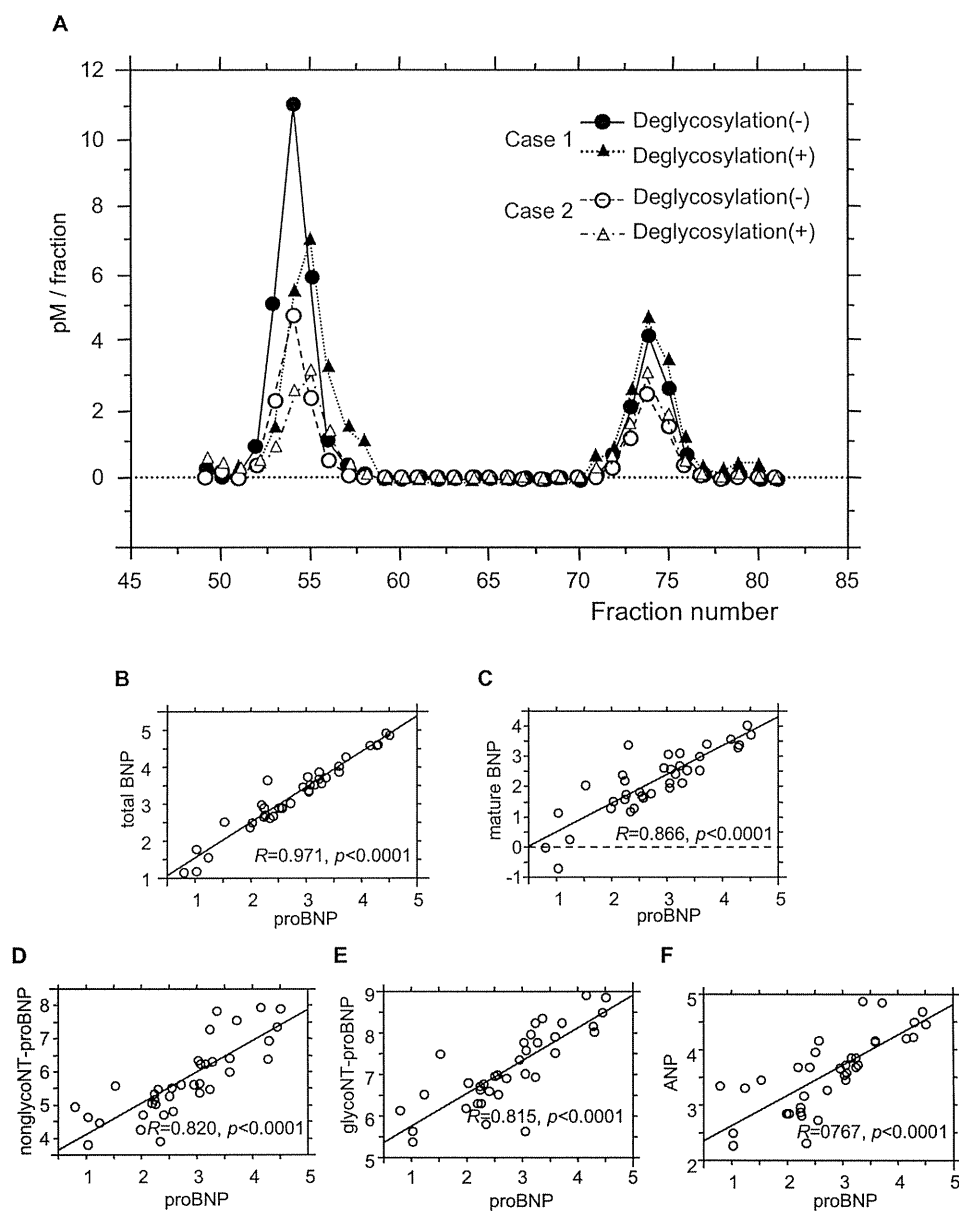 A
12
10
8
6
4
2
0
pM / fraction
Case 1
Deglycosylation(-)
Deglycosylation(+)
Case 2
Deglycosylation(-)
Deglycosylation(+)
45 50 55 60 65 70 75 80 85
Fraction number
B
5
4
3
2
1
total BNP
R=0.971, p<0.0001
1 2 3 4 5
proBNP
C
4
3
2
1
0
-1
mature BNP
R=0.866, p<0.0001
1 2 3 4 5
proBNP
D
8
7
6
5
4
nonglycoNT-proBNP
R=0.820, p<0.0001
1 2 3 4 5
proBNP
E
9
8
7
6
5
glycoNT-proBNP
R=0.815, p<0.0001
1 2 3 4 5
proBNP
F
5
4
3
2
ANP
R=0767, p<0.0001
1 2 3 4 5
proBNP